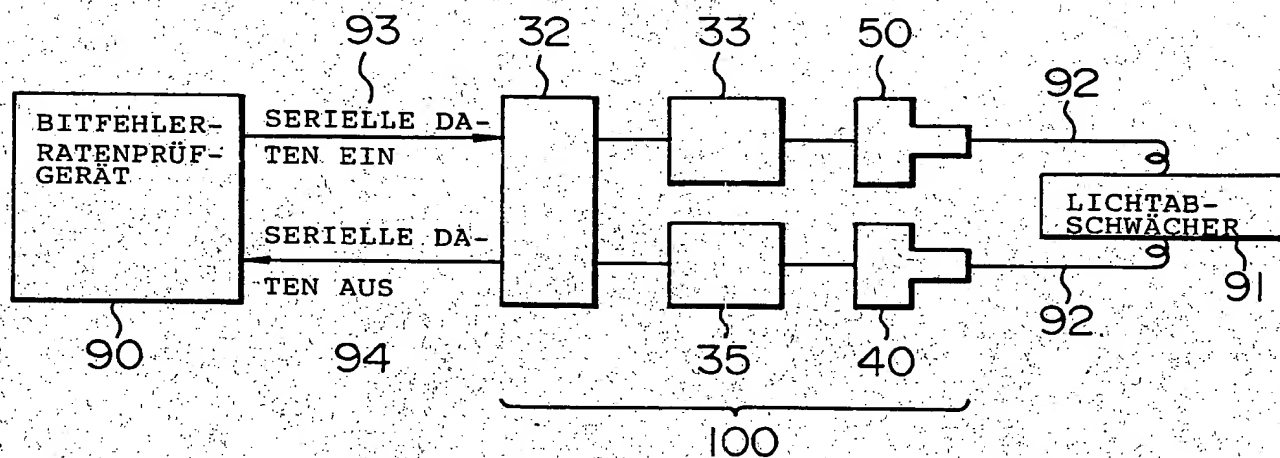 93
32
33
50
92
BITFEHLER-
RATENPRÜF-
GERÄT
SERIELLE DA-
TEN EIN
LICHTAB-
SCHWÄCHER
SERIELLE DA-
TEN AUS
90
94
35
40
92.
91
100